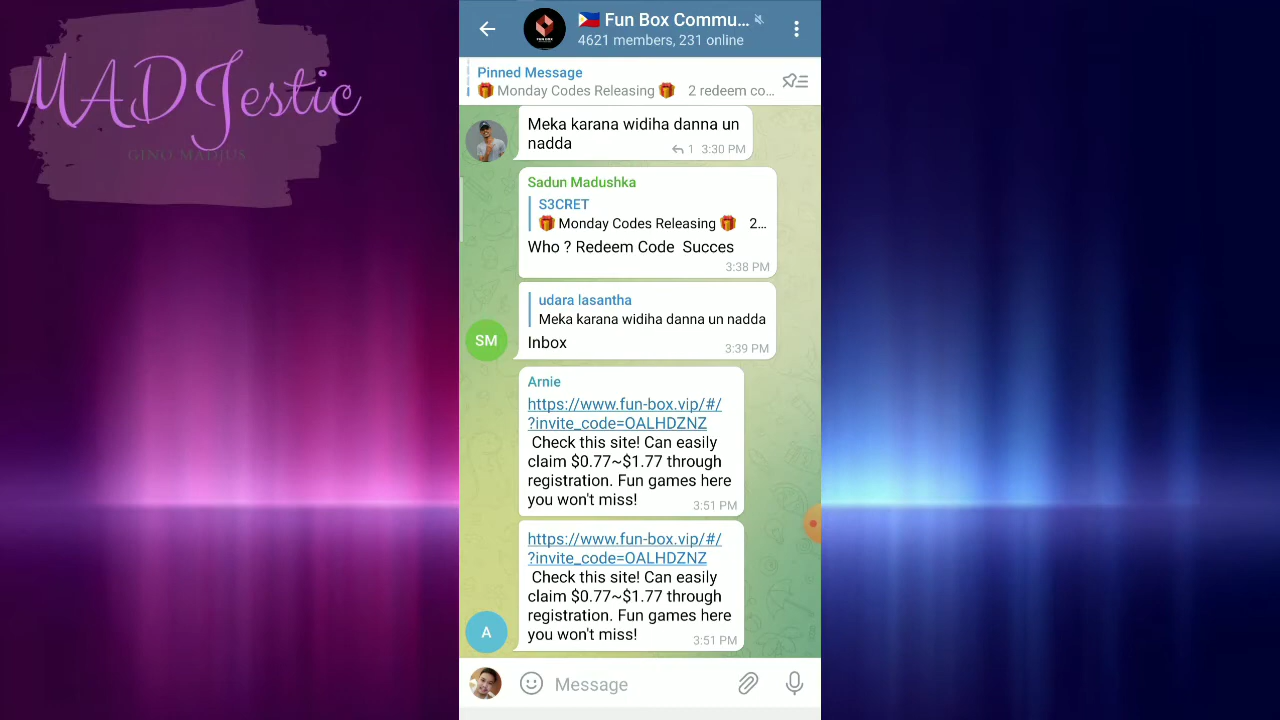 MADJestic
GINO MADJUS
🇵🇭 Fun Box Commu...
4621 members, 231 online
Pinned Message
🎁 Monday Codes Releasing 🎁 2 redeem co...
Meka karana widiha danna un
nadda
1 3:30 PM
Sadun Madushka
S3CRET
🎁 Monday Codes Releasing 🎁 2...
Who ? Redeem Code Succes
3:38 PM
udara lasantha
Meka karana widiha danna un nadda
SM
Inbox
3:39 PM
Arnie
https://www.fun-box.vip/#/
?invite_code=OALHDZNZ
Check this site! Can easily
claim $0.77~$1.77 through
registration. Fun games here
you won't miss!
3:51 PM
https://www.fun-box.vip/#/
?invite_code=OALHDZNZ
Check this site! Can easily
claim $0.77~$1.77 through
registration. Fun games here
you won't miss!
3:51 PM
A
Message